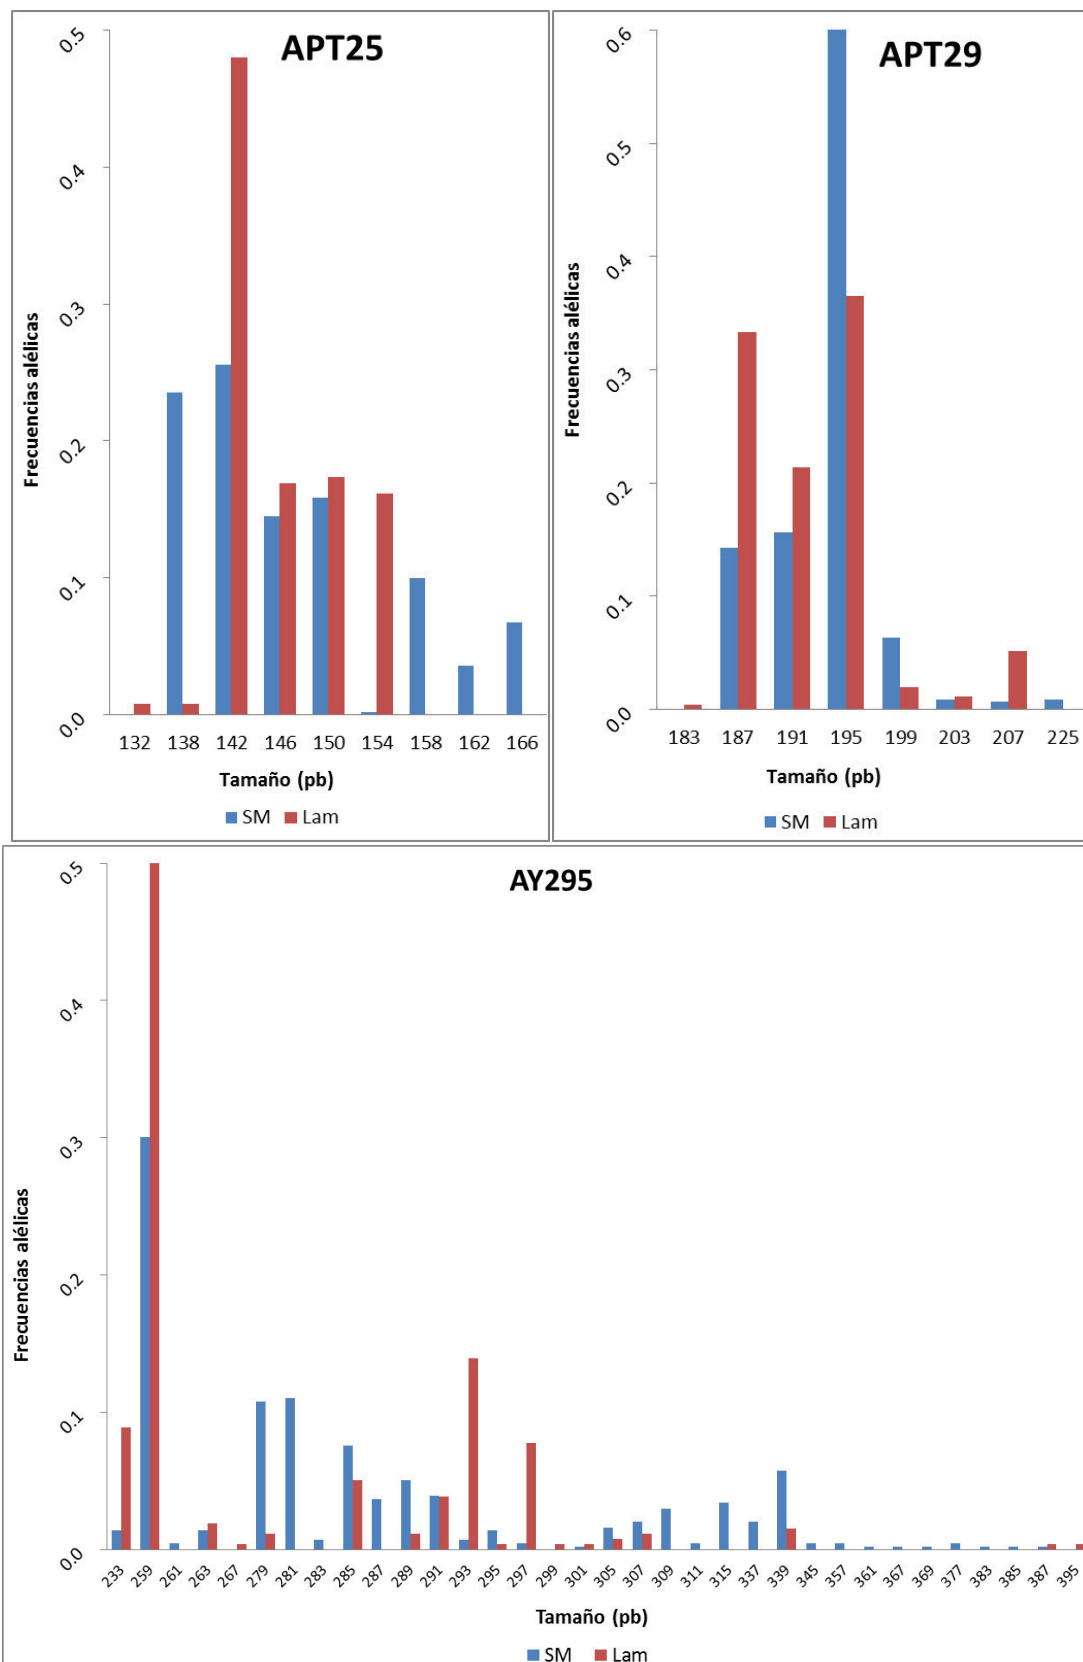 APT25
0.5
0.4
0.3
0.2
0.1
0.0
Frecuencias alélicas
132 138 142 146 150 154 158 162 166
Tamaño (pb)
SM Lam
APT29
0.6
0.5
0.4
0.3
0.2
0.1
0.0
Frecuencias alélicas
183 187 191 195 199 203 207 225
Tamaño (pb)
SM Lam
AY295
0.5
0.4
0.3
0.2
0.1
0.0
Frecuencias alélicas
233 259 261 263 267 279 281 283 285 287 289 291 293 295 297 299 301 305 307 309 311 315 337 339 345 357 361 367 369 377 383 385 387 395
Tamaño (pb)
SM Lam